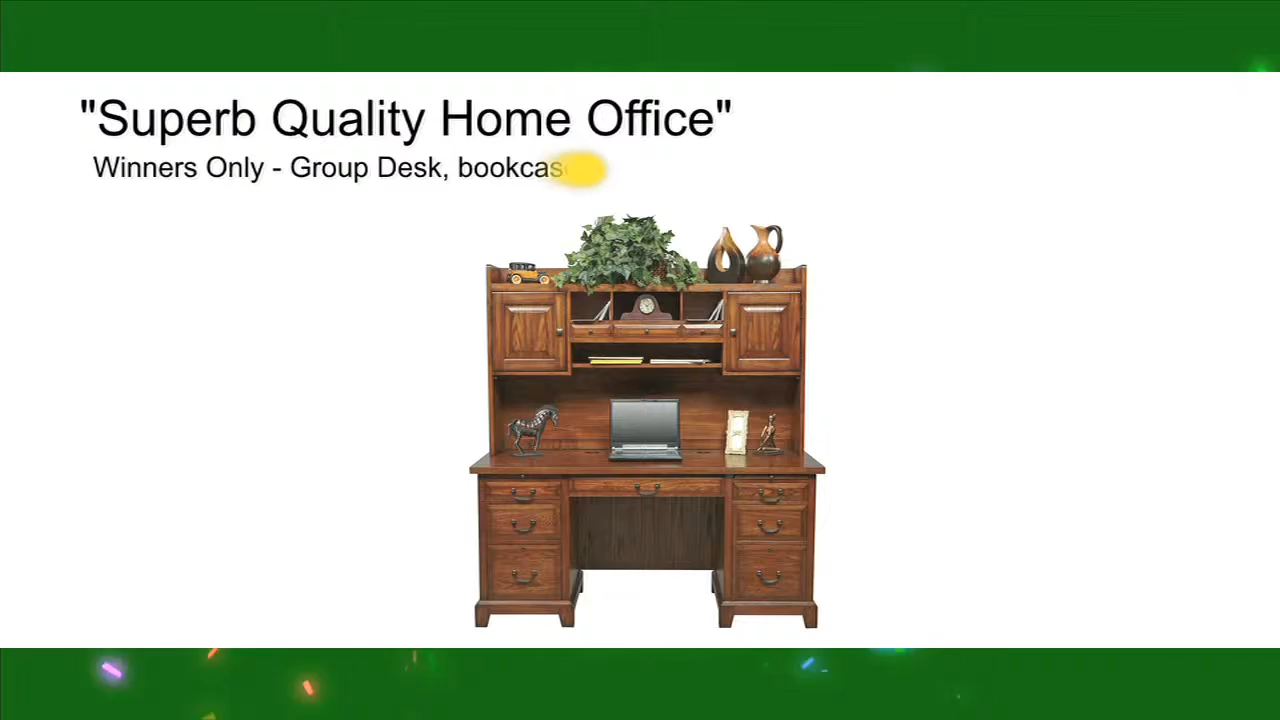 "Superb Quality Home Office"
Winners Only - Group Desk, bookcas